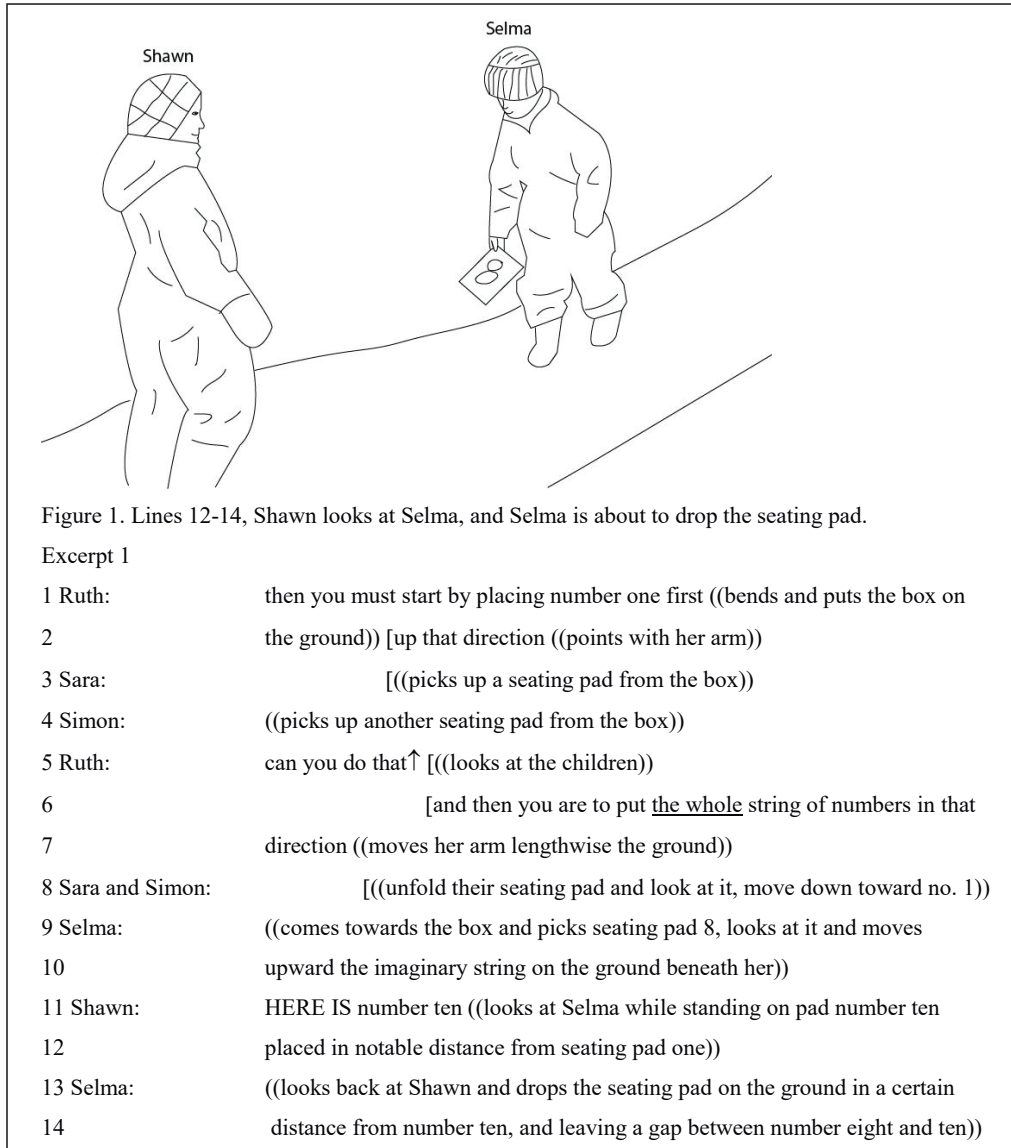 Selma
Shawn
8
Figure 1. Lines 12-14, Shawn looks at Selma, and Selma is about to drop the seating pad.
Excerpt 1
1 Ruth: then you must start by placing number one first ((bends and puts the box on
2 the ground)) [up that direction ((points with her arm))
3 Sara: [((picks up a seating pad from the box))
4 Simon: ((picks up another seating pad from the box))
5 Ruth: can you do that↑ [((looks at the children))
6 [and then you are to put the whole string of numbers in that
7 direction ((moves her arm lengthwise the ground))
8 Sara and Simon: [((unfold their seating pad and look at it, move down toward no. 1))
9 Selma: ((comes towards the box and picks seating pad 8, looks at it and moves
10 upward the imaginary string on the ground beneath her))
11 Shawn: HERE IS number ten ((looks at Selma while standing on pad number ten
12 placed in notable distance from seating pad one))
13 Selma: ((looks back at Shawn and drops the seating pad on the ground in a certain
14 distance from number ten, and leaving a gap between number eight and ten))